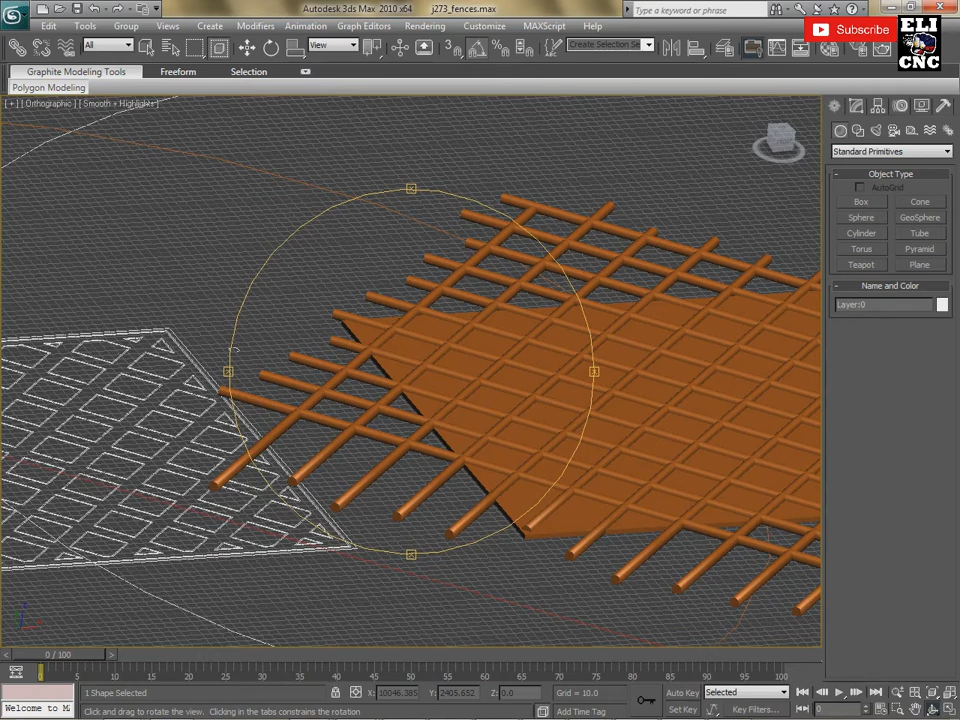 Autodesk 3ds Max 2010 x64 j273_fences.max
Type a keyword or phrase
Edit Tools Group Views Create Modifiers Animation Graph Editors Rendering Customize MAXScript Help
Subscribe
ELI
CNC
All
View
Create Selection Se
Graphite Modeling Tools Freeform Selection
Polygon Modeling
[ + ] [ Orthographic ] [ Smooth + Highlights ]
Standard Primitives
- Object Type
AutoGrid
Box Cone
Sphere GeoSphere
Cylinder Tube
Torus Pyramid
Teapot Plane
- Name and Color
Layer:0
< 0 / 100 >
0 5 10 15 20 25 30 35 40 45 50 55 60 65 70 75 80 85 90 95 100
Welcome to M
1 Shape Selected
X: 10046.385 Y: 2405.652 Z: 0.0 Grid = 10.0
Click and drag to rotate the view. Clicking in the tabs constrains the rotation
Add Time Tag
Auto Key Selected
Set Key Key Filters...
0